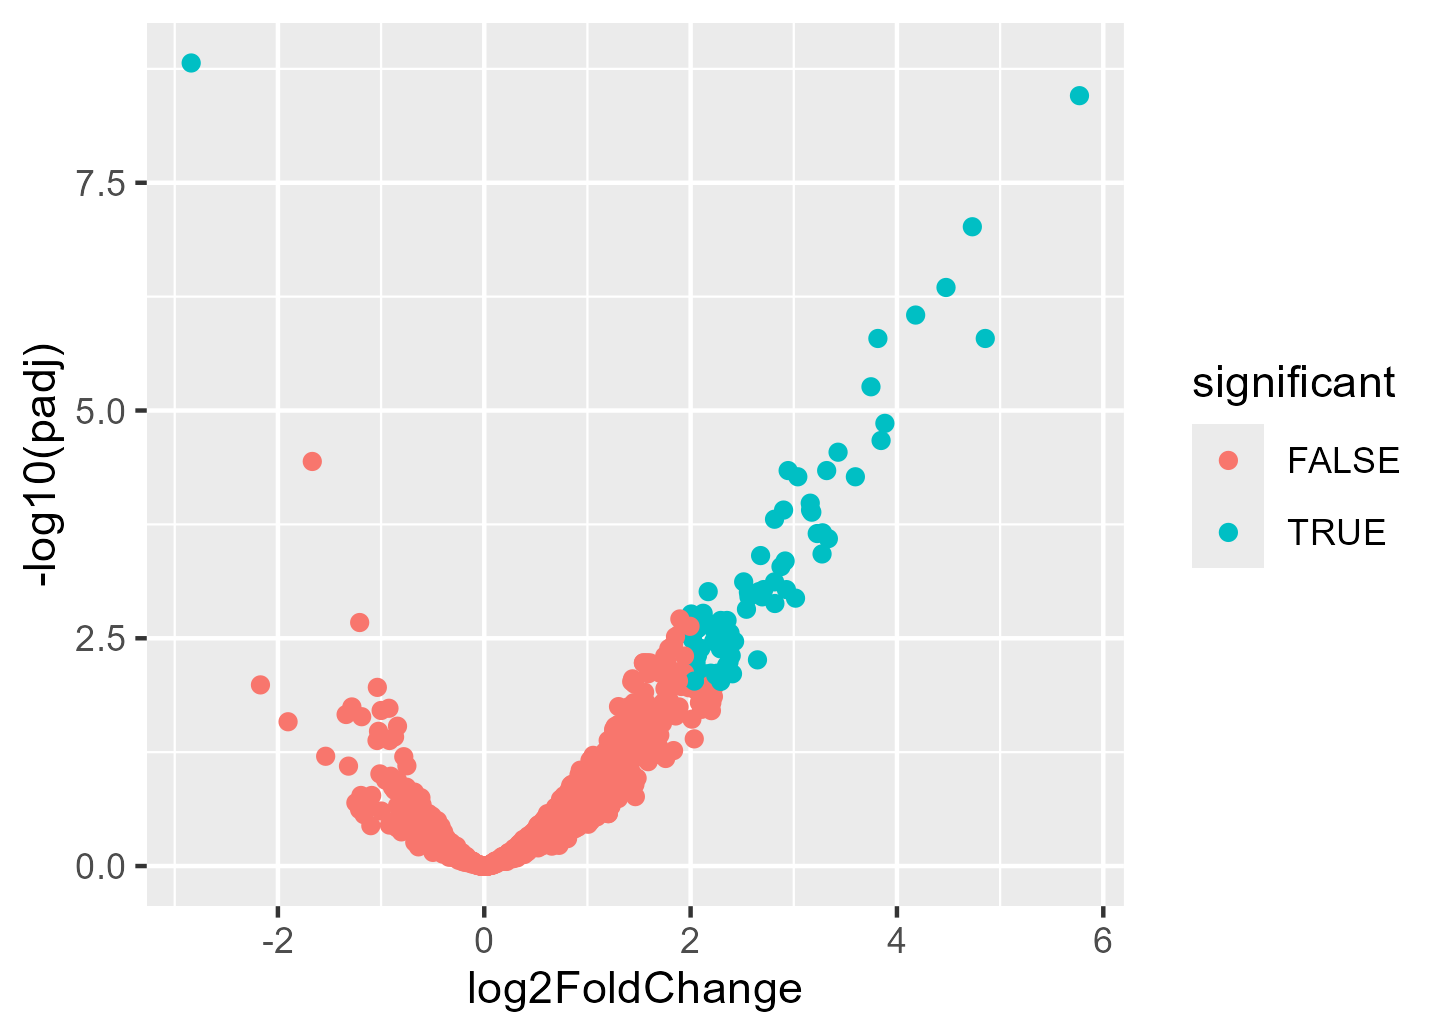 -log10(padj)
7.5
5.0
2.5
0.0
-2 0 2 4 6
log2FoldChange
significant
FALSE
TRUE